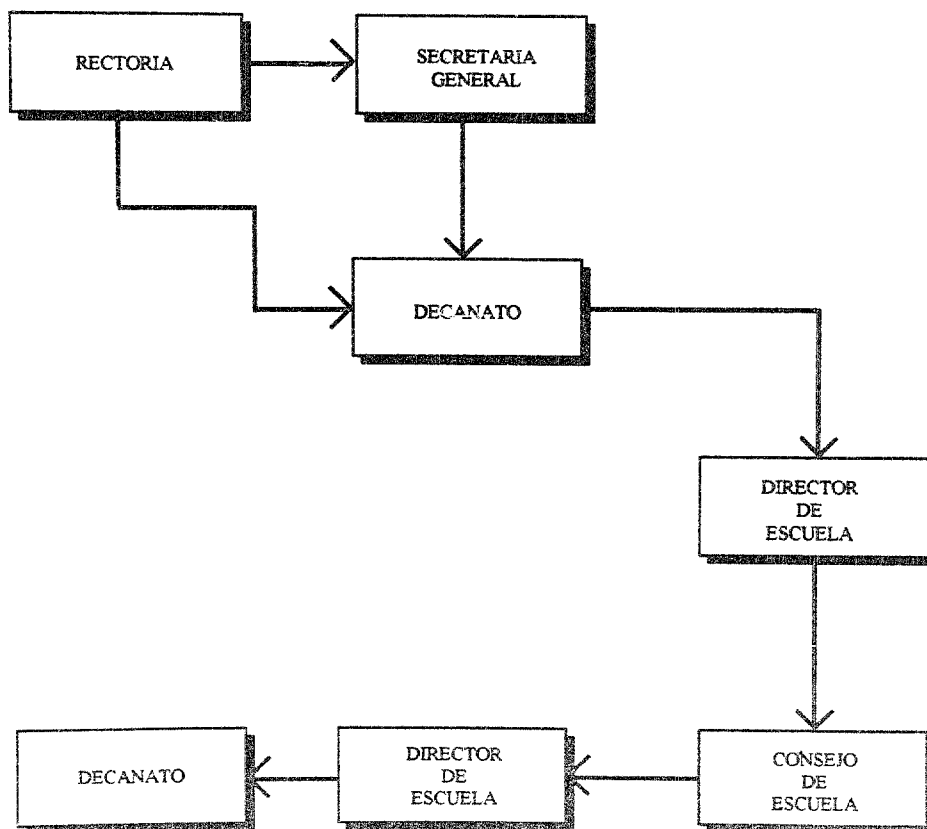 RECTORIA
SECRETARIA
GENERAL
DECANATO
DIRECTOR
DE
ESCUELA
CONSEJO
DE
ESCUELA
DIRECTOR
DE
ESCUELA
DECANATO